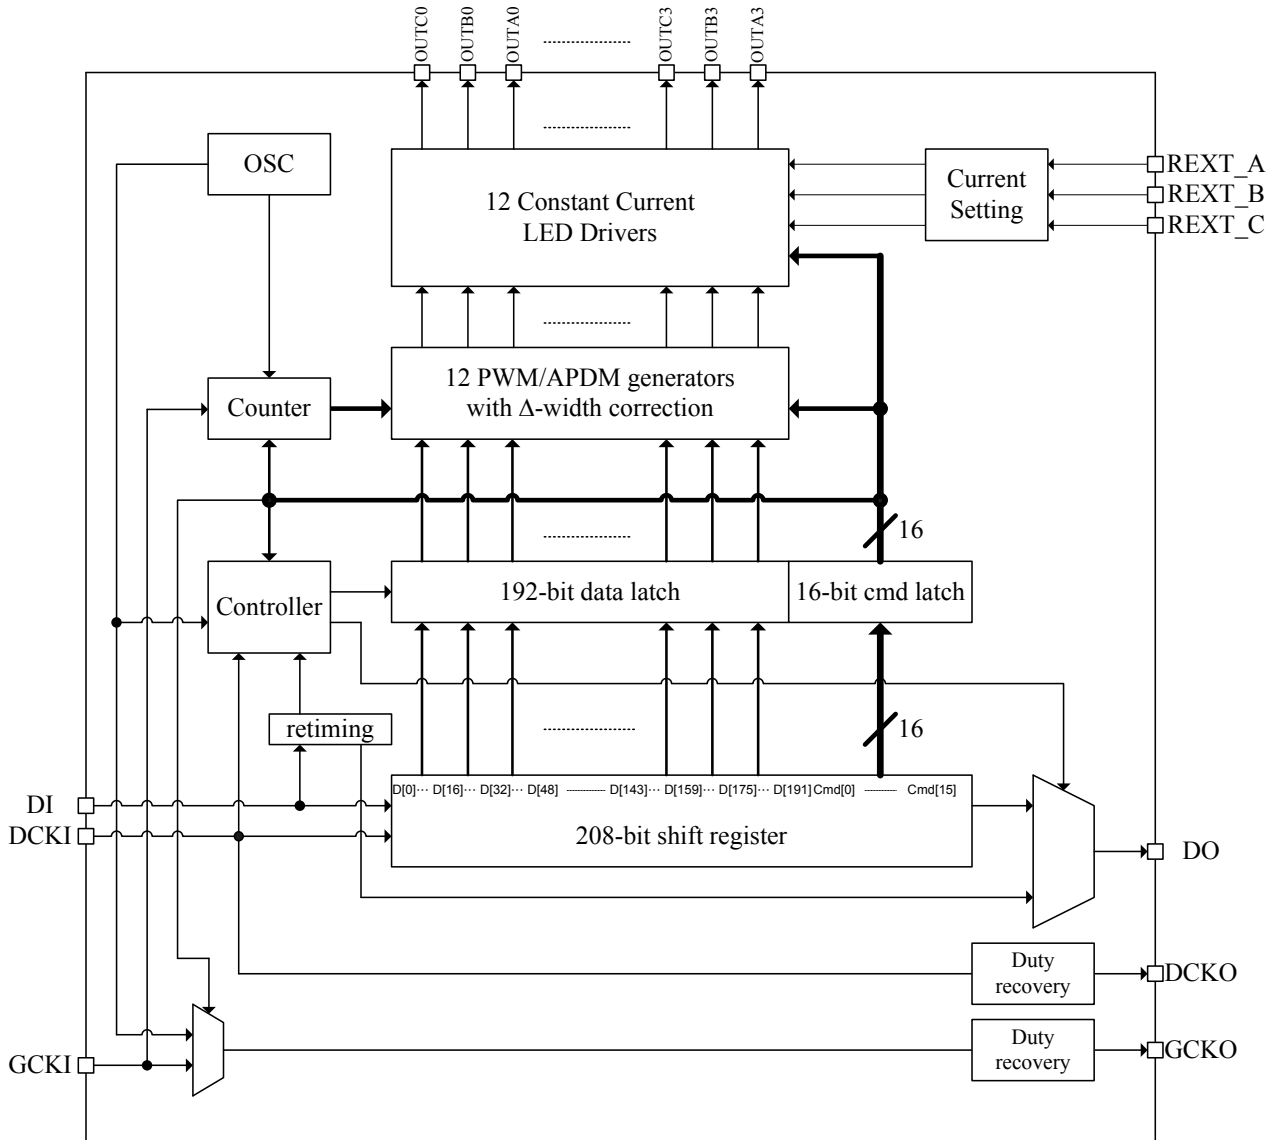 OUTC0
OUTB0
OUTA0
OUTC3
OUTB3
OUTA3
OSC
12 Constant Current
LED Drivers
Current
Setting
REXT_A
REXT_B
REXT_C
Counter
12 PWM/APDM generators
with Δ-width correction
16
Controller
192-bit data latch
16-bit cmd latch
retiming
16
D[0]··· D[16]··· D[32]··· D[48] ---------- D[143]··· D[159]··· D[175]··· D[191] Cmd[0] ---------- Cmd[15]
208-bit shift register
DI
DCKI
DO
Duty
recovery
DCKO
Duty
recovery
GCKI
GCKO